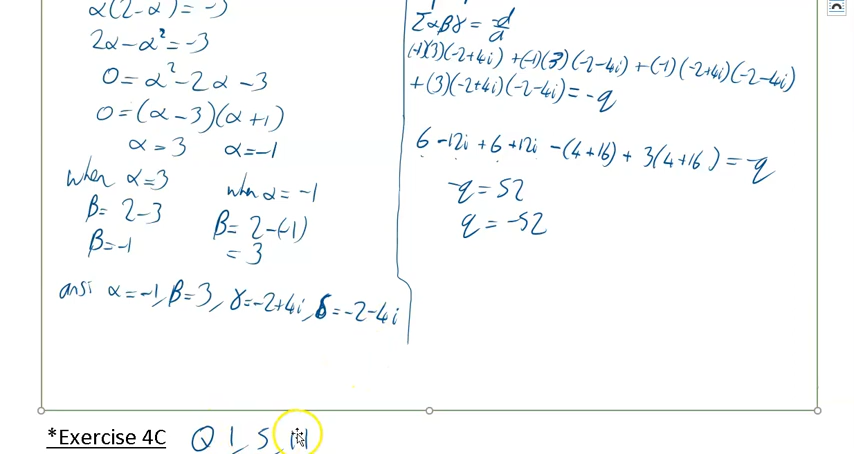 α(2-α) = -3
2α - α² = -3
0 = α² - 2α - 3
0 = (α - 3)(α + 1)
α = 3 α = -1
when α = 3 when α = -1
β = 2 - 3 β = 2 - (-1)
β = -1 = 3
ans: α = -1, β = 3, γ = -2+4i, δ = -2-4i
Σαβγ = -d/a
(-1)(3)(-2+4i) + (-1)(3)(-2-4i) + (-1)(-2+4i)(-2-4i)
+ (3)(-2+4i)(-2-4i) = -q
6 - 12i + 6 + 12i - (4+16) + 3(4+16) = -q
-q = 52
q = -52
*Exercise 4C Q 1, 5,